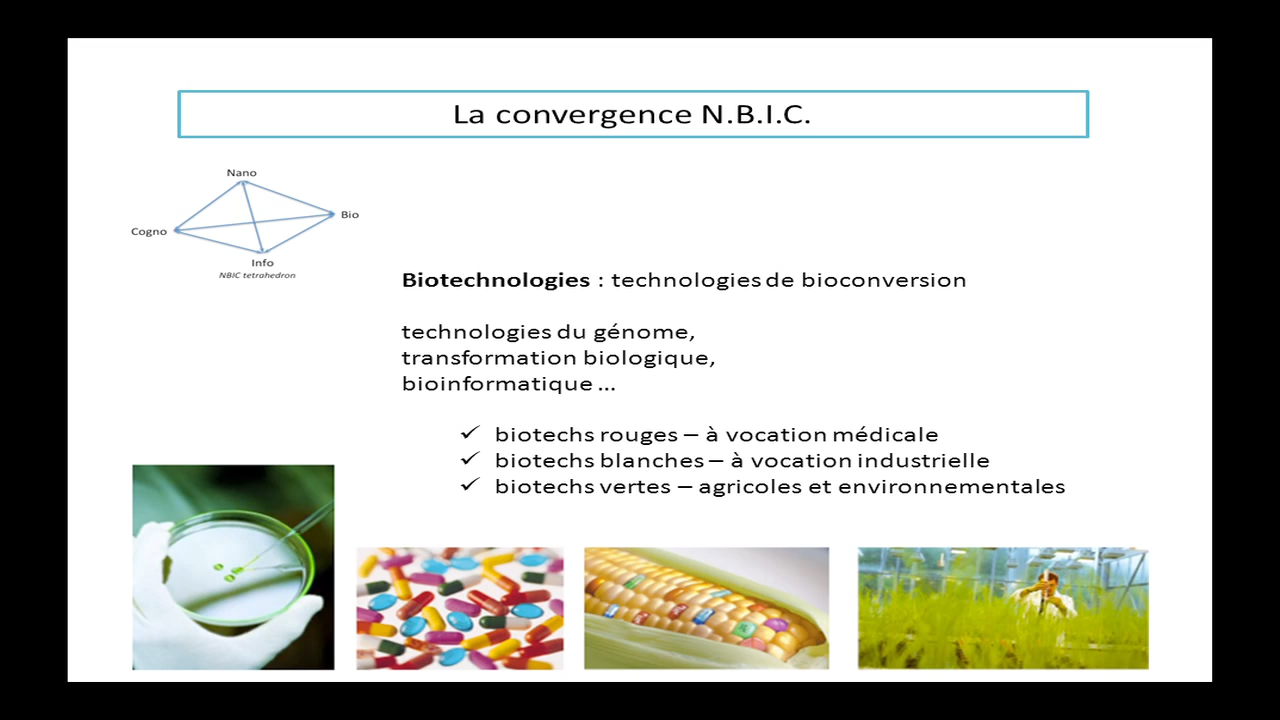 La convergence N.B.I.C.
Nano
Bio
Cogno
Info
NBIC tetrahedron
Biotechnologies : technologies de bioconversion
technologies du génome,
transformation biologique,
bioinformatique ...
✓ biotechs rouges – à vocation médicale
✓ biotechs blanches – à vocation industrielle
✓ biotechs vertes – agricoles et environnementales